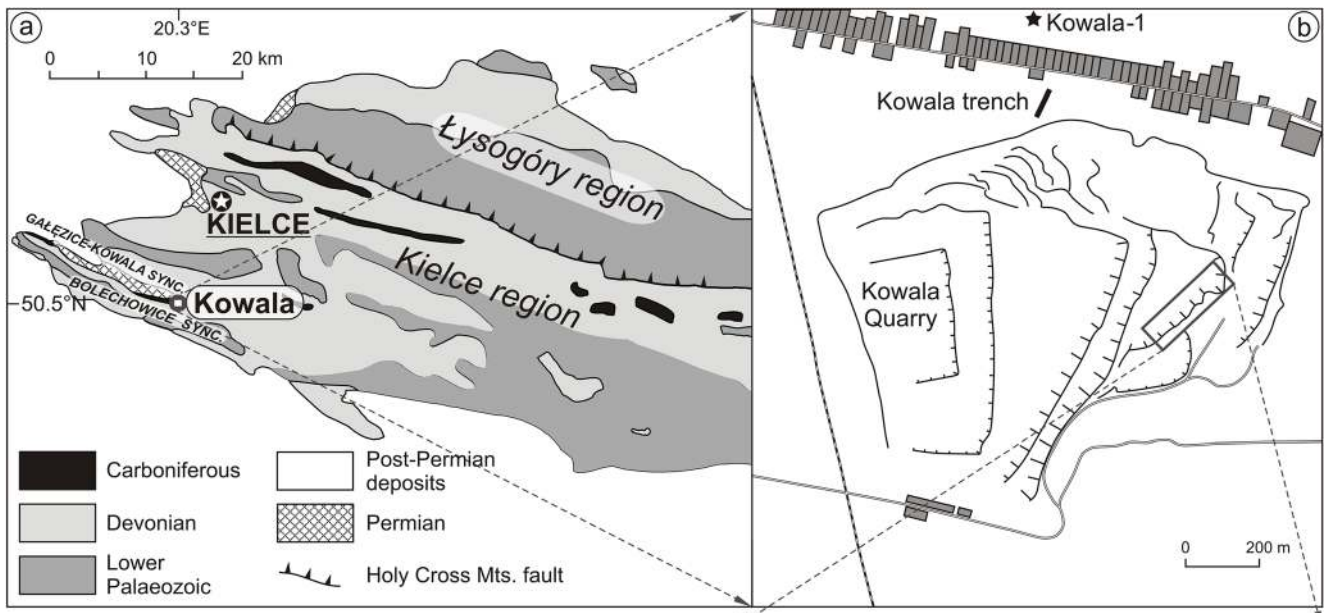 a
20.3°E
0 10 20 km
Łysogóry region
KIELCE
Kielce region
GAŁĘZICE-KOWALA SYNC.
BOLECHOWICE SYNC.
Kowala
50.5°N
Carboniferous
Devonian
Lower
Palaeozoic
Post-Permian
deposits
Permian
Holy Cross Mts. fault
b
Kowala-1
Kowala trench
Kowala
Quarry
0 200 m